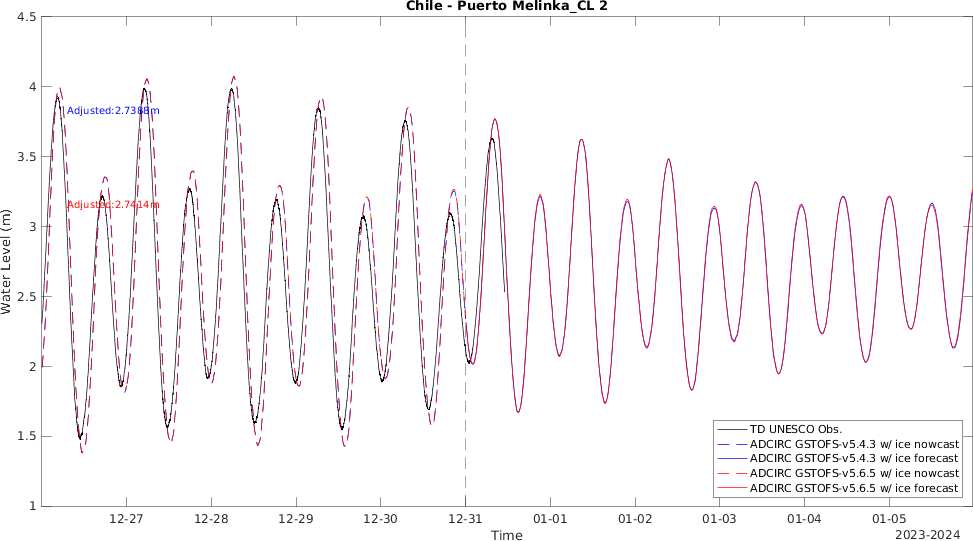 Chile - Puerto Melinka_CL 2
4.5
4
3.5
3
2.5
2
1.5
1
Water Level (m)
Adjusted:2.7388m
Adjusted:2.7414m
12-27
12-28
12-29
12-30
12-31
01-01
01-02
01-03
01-04
01-05
Time
2023-2024
TD UNESCO Obs.
ADCIRC GSTOFS-v5.4.3 w/ ice nowcast
ADCIRC GSTOFS-v5.4.3 w/ ice forecast
ADCIRC GSTOFS-v5.6.5 w/ ice nowcast
ADCIRC GSTOFS-v5.6.5 w/ ice forecast